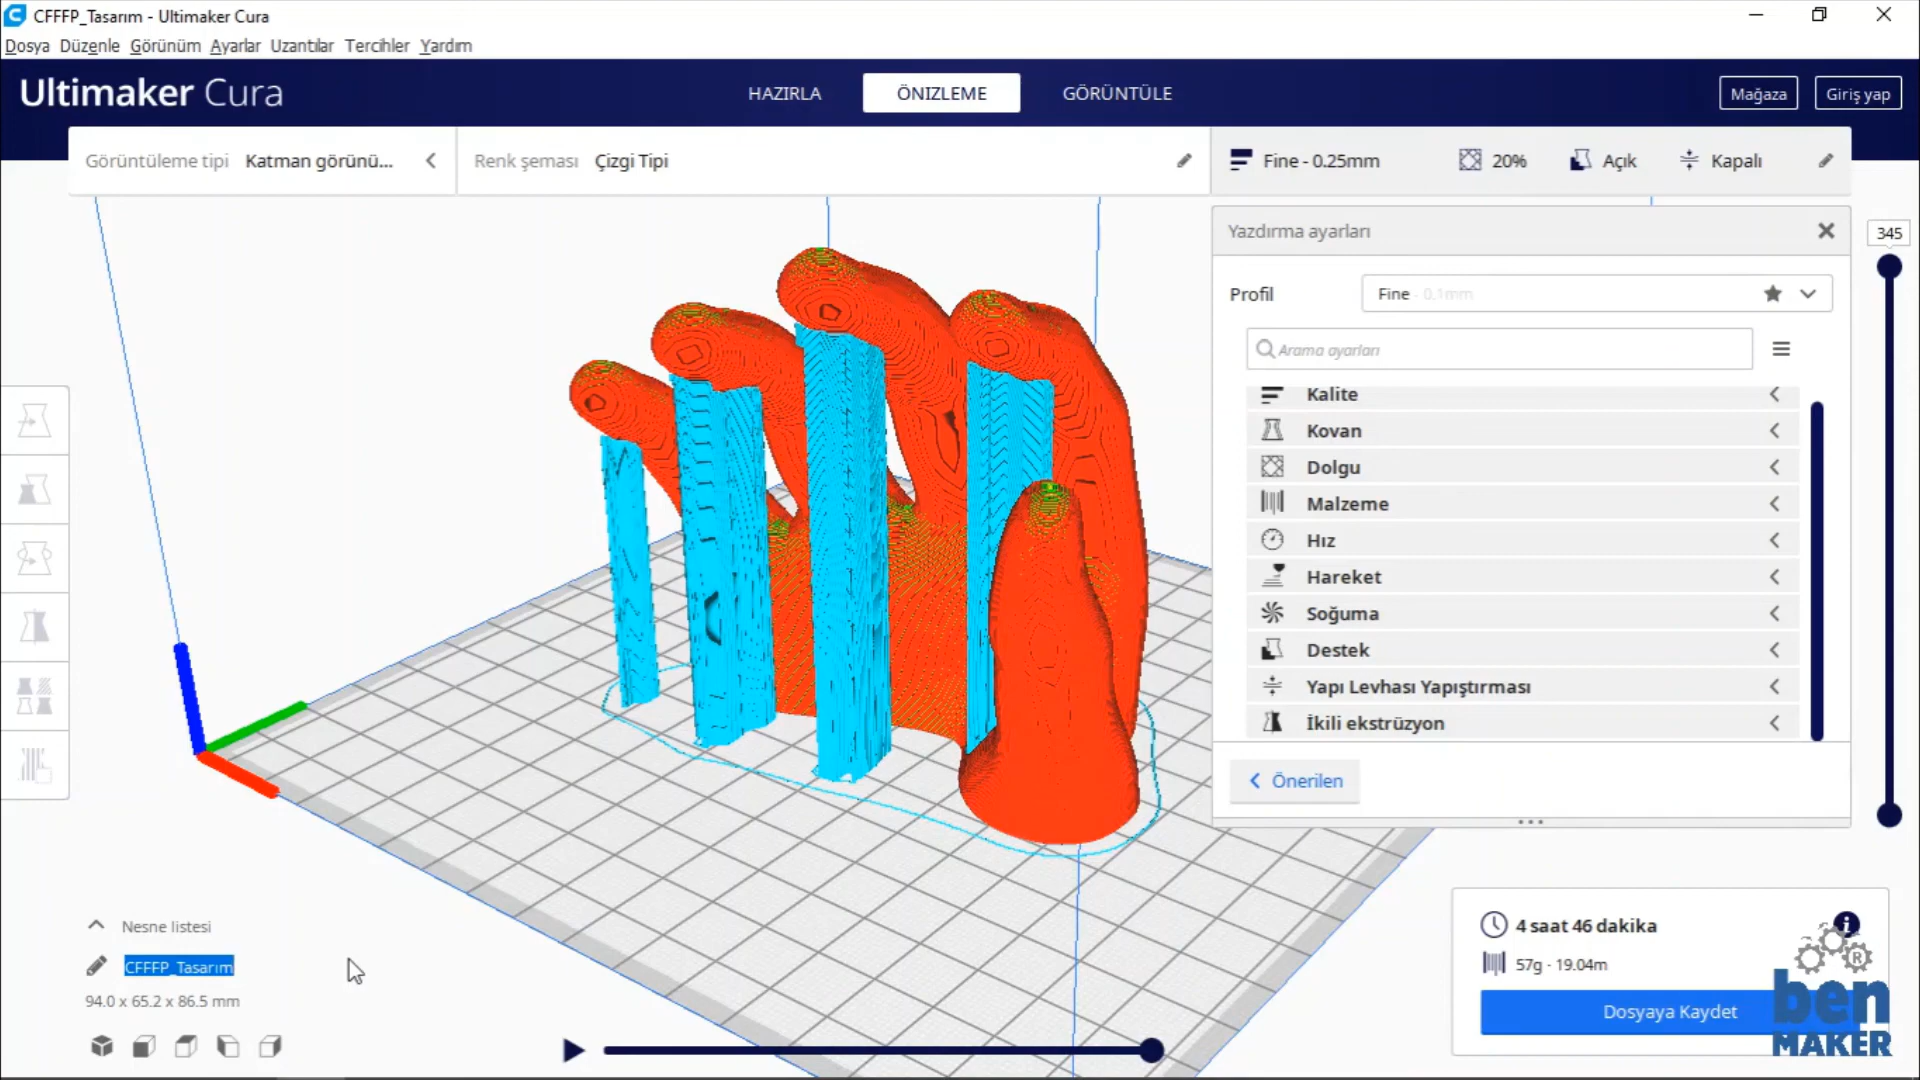 CFFFP_Tasarım - Ultimaker Cura
Dosya Düzenle Görünüm Ayarlar Uzantılar Tercihler Yardım
Ultimaker Cura
HAZIRLA
ÖNIZLEME
GÖRÜNTÜLE
Mağaza
Giriş yap
Görüntüleme tipi Katman görünü...
Renk şeması Çizgi Tipi
Fine - 0.25mm
20%
Açık
Kapalı
Yazdırma ayarları
345
Profil
Fine - 0.1mm
Arama ayarları
Kalite
Kovan
Dolgu
Malzeme
Hız
Hareket
Soğuma
Destek
Yapı Levhası Yapıştırması
İkili ekstrüzyon
Önerilen
Nesne listesi
CFFFP_Tasarım
94.0 x 65.2 x 86.5 mm
4 saat 46 dakika
57g - 19.04m
Dosyaya Kaydet
R
ben
MAKER